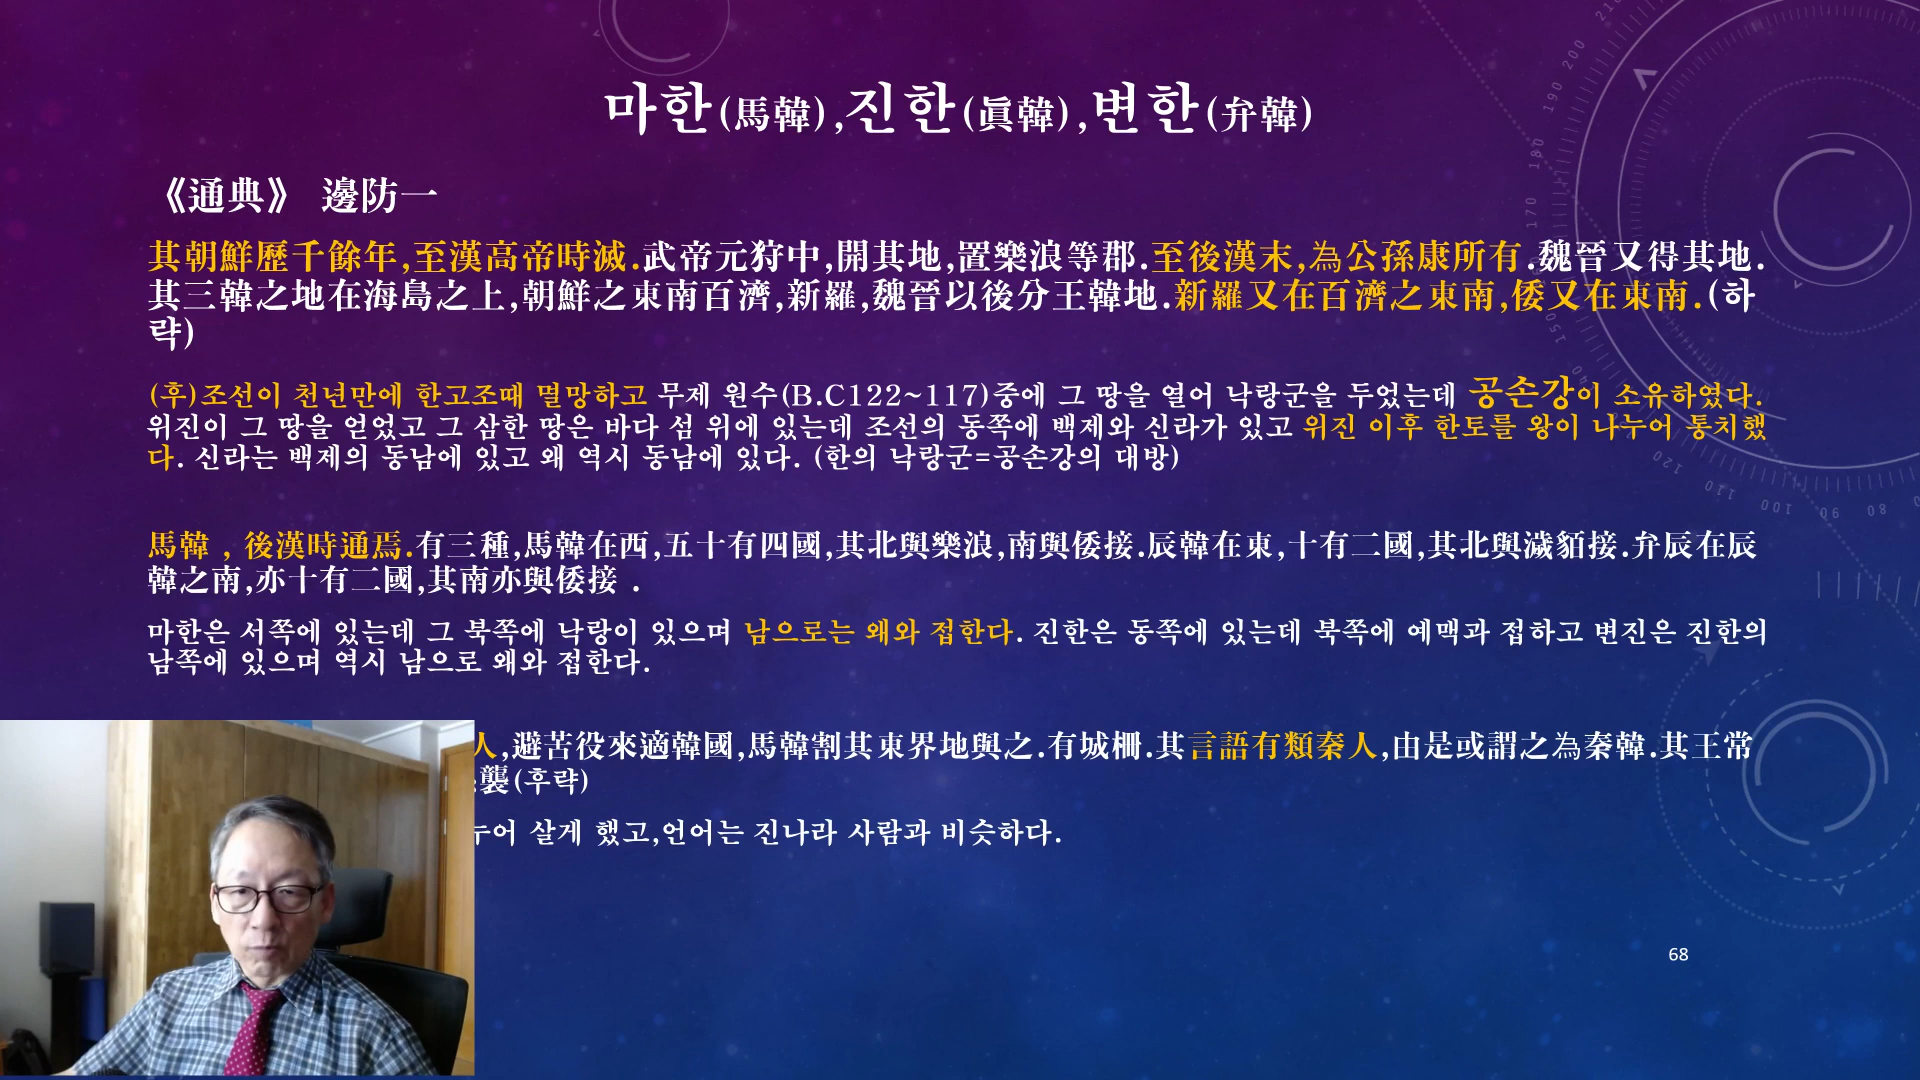 마한(馬韓),진한(眞韓),변한(弁韓)
《通典》 邊防一
其朝鮮歷千餘年,至漢高帝時滅.武帝元狩中,開其地,置樂浪等郡.至後漢末,為公孫康所有.魏晉又得其地.
其三韓之地在海島之上,朝鮮之東南百濟,新羅,魏晉以後分王韓地.新羅又在百濟之東南,倭又在東南.(하
략)
(후)조선이 천년만에 한고조때 멸망하고 무제 원수(B.C122~117)중에 그 땅을 열어 낙랑군을 두었는데 공손강이 소유하였다.
위진이 그 땅을 얻었고 그 삼한 땅은 바다 섬 위에 있는데 조선의 동쪽에 백제와 신라가 있고 위진 이후 한토를 왕이 나누어 통치했
다. 신라는 백제의 동남에 있고 왜 역시 동남에 있다. (한의 낙랑군=공손강의 대방)
馬韓 , 後漢時通焉.有三種,馬韓在西,五十有四國,其北與樂浪,南與倭接.辰韓在東,十有二國,其北與濊貊接.弁辰在辰
韓之南,亦十有二國,其南亦與倭接 .
마한은 서쪽에 있는데 그 북쪽에 낙랑이 있으며 남으로는 왜와 접한다. 진한은 동쪽에 있는데 북쪽에 예맥과 접하고 변진은 진한의
남쪽에 있으며 역시 남으로 왜와 접한다.
人,避苦役來適韓國,馬韓割其東界地與之.有城柵.其言語有類秦人,由是或謂之為秦韓.其王常
襲(후략)
누어 살게 했고,언어는 진나라 사람과 비슷하다.
68